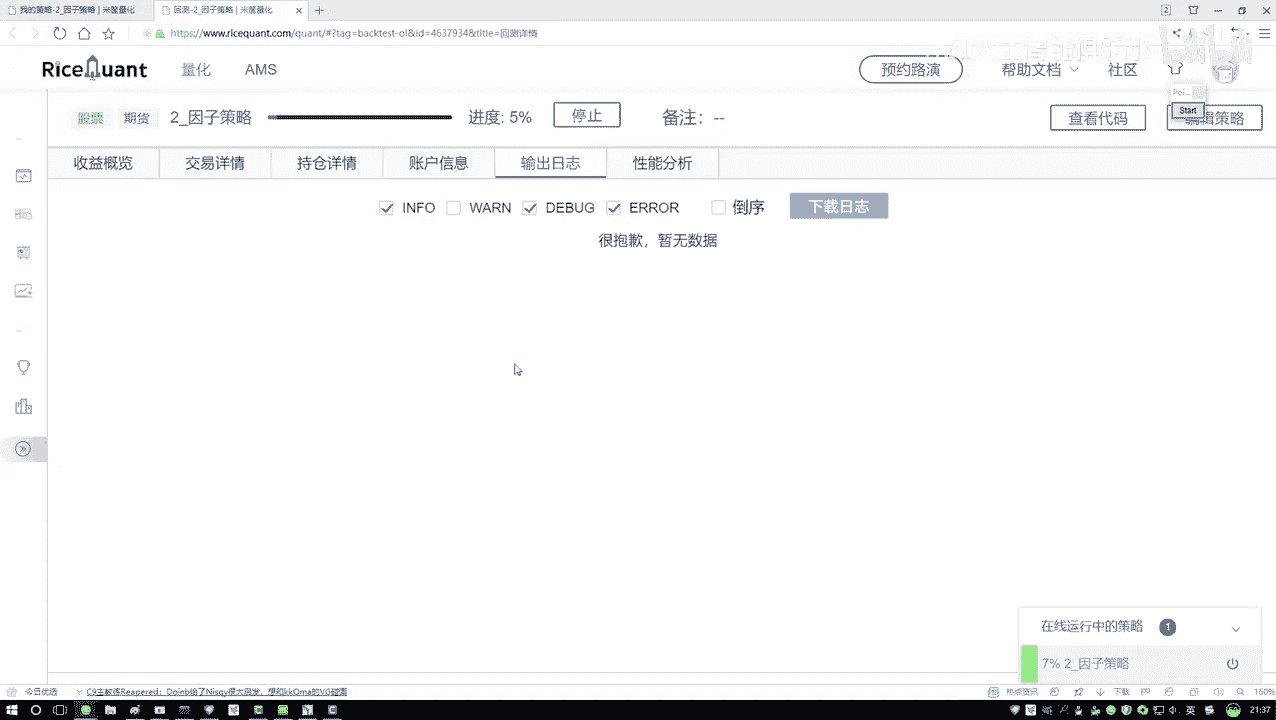 我的策略-2_因子策略 | 米筐量化
回测-2_因子策略 | 米筐量化
https://www.ricequant.com/quant/#?tag=backtest-ol&id=4637934&title=回测详情
RiceQuant 量化 AMS 预约路演 帮助文档 社区
Start
股票 期货 2_因子策略 进度: 5% 停止 备注: -- 查看代码 编辑策略
收益概览 交易详情 持仓详情 账户信息 输出日志 性能分析
INFO WARN DEBUG ERROR 倒序 下载日志
很抱歉，暂无数据
在线运行中的策略 1
7% 2_因子策略
今日优选 C9主教练Reapered：Doinb给了Nisqy很大启发，想和kkOma的VG碰面 热点资讯 下载 160%
英 21:37